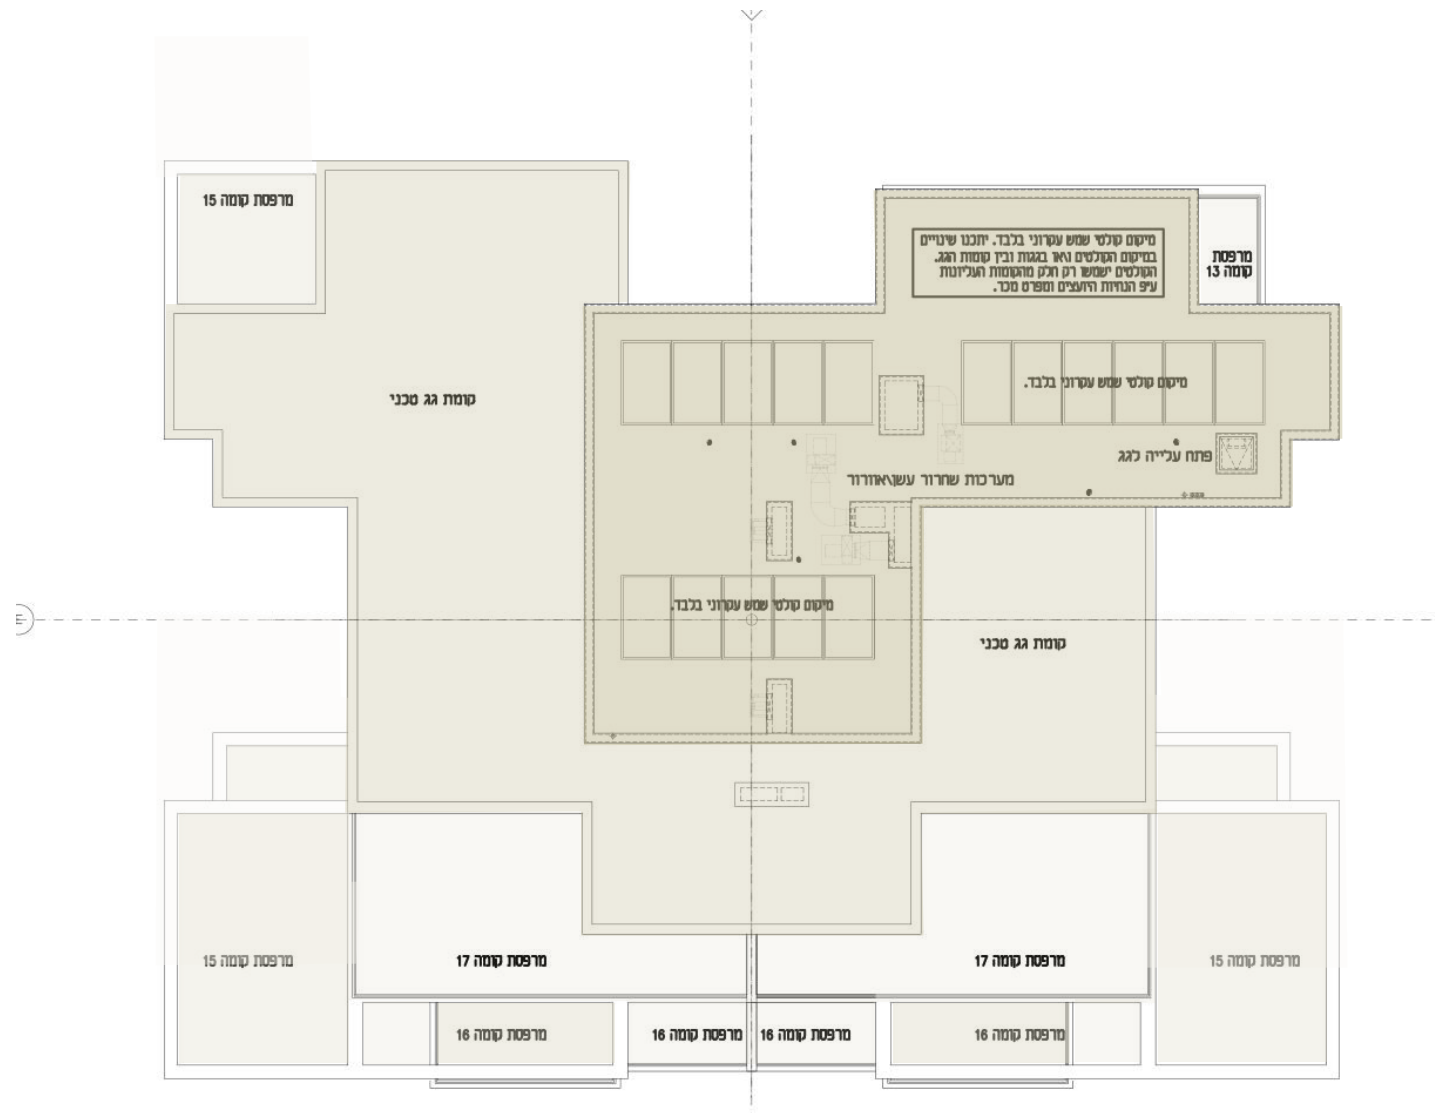 מרפסת קומה 15
מיקום קולטי שמש עקרוני בלבד. יתכנו שינויים
במיקום הקולטים ו\או בגגות ובין קומות הגג.
הקולטים ישמשו רק חלק מהקומות העליונות
ע״פ הנחיות היועצים ומפרט מכר.
מרפסת
קומה 13
מיקום קולטי שמש עקרוני בלבד.
קומת גג טכני
פתח עלייה לגג
מערכות שחרור עשן\אוורור
מיקום קולטי שמש עקרוני בלבד.
קומת גג טכני
מרפסת קומה 15
מרפסת קומה 17
מרפסת קומה 17
מרפסת קומה 15
מרפסת קומה 16
מרפסת קומה 16
מרפסת קומה 16
מרפסת קומה 16